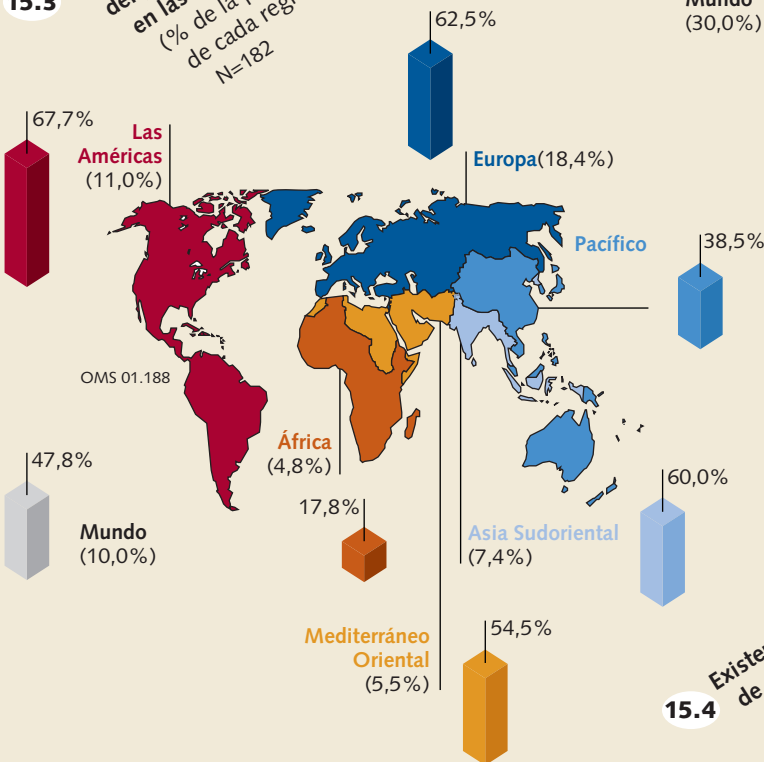 15.3
en las
(% de la
de cada
N=182
Mundo
(30,0%)
62,5%
67,7%
Las
Américas
(11,0%)
Europa(18,4%)
Pacífico
38,5%
OMS 01.188
África
(4,8%)
47,8%
Mundo
(10,0%)
17,8%
Asia Sudoriental
(7,4%)
60,0%
Mediterráneo
Oriental
(5,5%)
54,5%
15.4
de